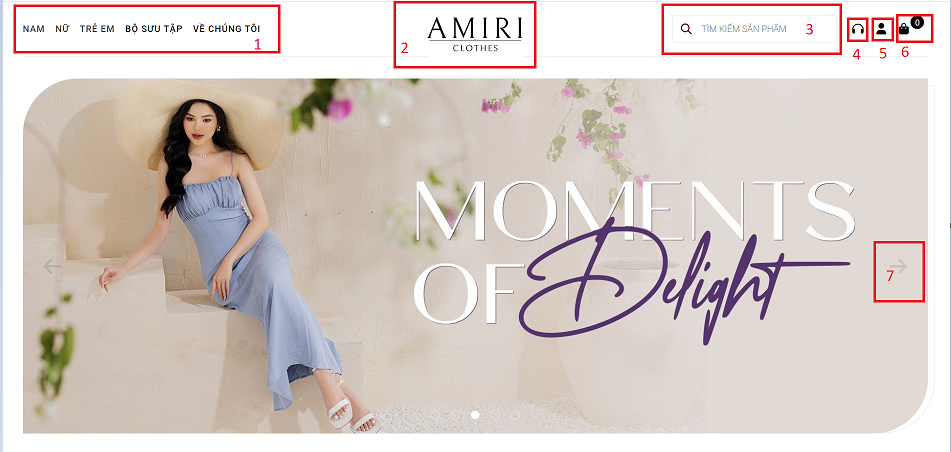 NAM NỮ TRẺ EM BỘ SƯU TẬP VỀ CHÚNG TÔI
1
2
AMIRI
CLOTHES
TÌM KIẾM SẢN PHẨM 3
4
5
0
6
MOMENTS
OF Delight
7